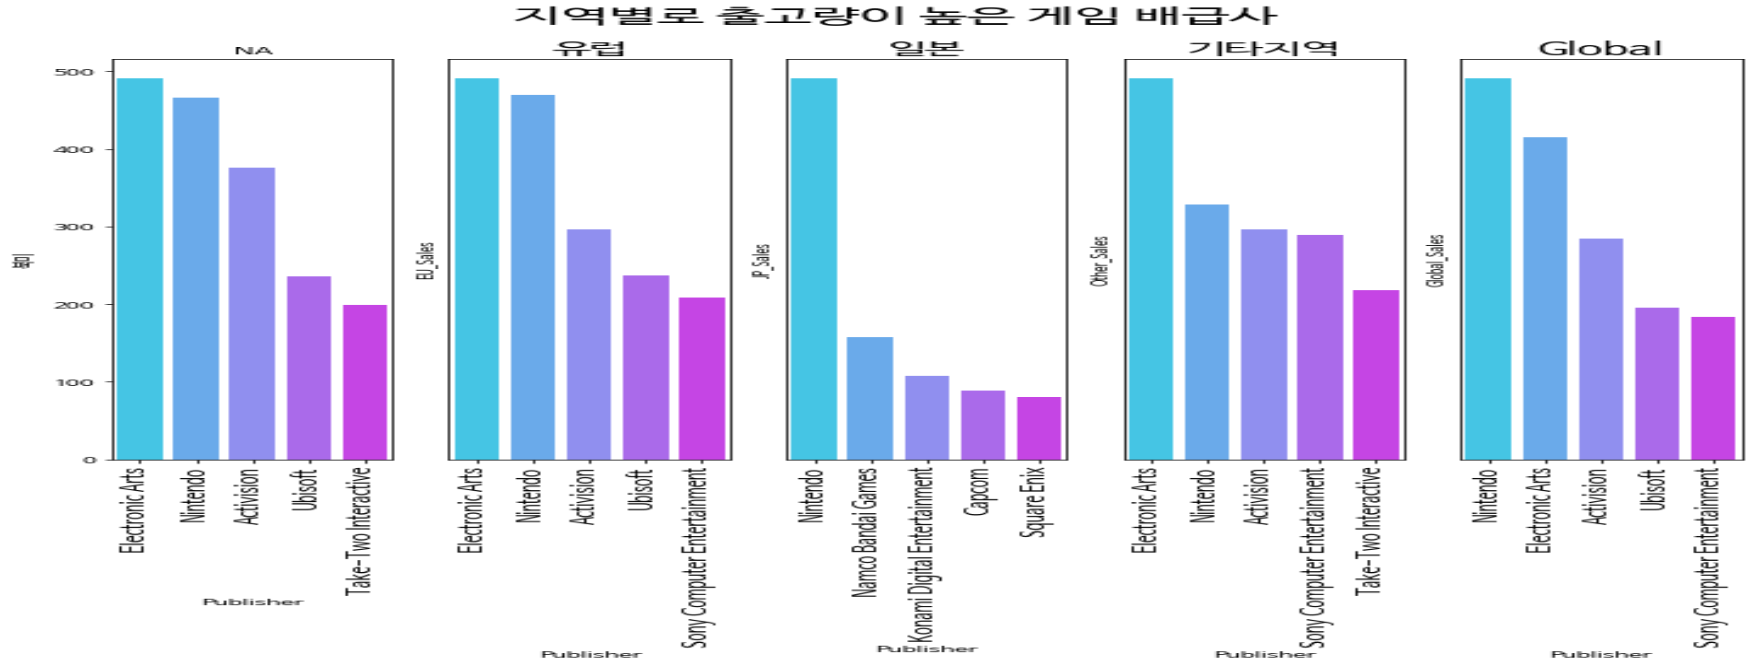 지역별로 출고량이 높은 게임 배급사
NA
500
400
300
200
100
0
Electronic Arts
Nintendo
Activision
Ubisoft
Take-Two Interactive
Publisher
유럽
EU_Sales
Electronic Arts
Nintendo
Activision
Ubisoft
Sony Computer Entertainment
Publisher
일본
JP_Sales
Nintendo
Namco Bandai Games
Konami Digital Entertainment
Capcom
Square Enix
Publisher
기타지역
Other_Sales
Electronic Arts
Nintendo
Activision
Sony Computer Entertainment
Take-Two Interactive
Publisher
Global
Global_Sales
Nintendo
Electronic Arts
Activision
Ubisoft
Sony Computer Entertainment
Publisher